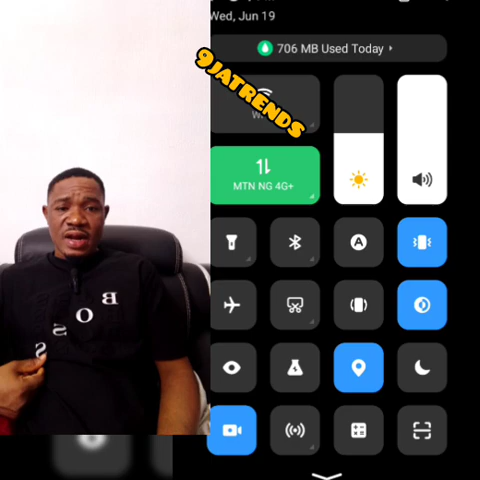 Wed, Jun 19
706 MB Used Today
9JATRENDS
MTN NG 4G+
A
B
O
S
S